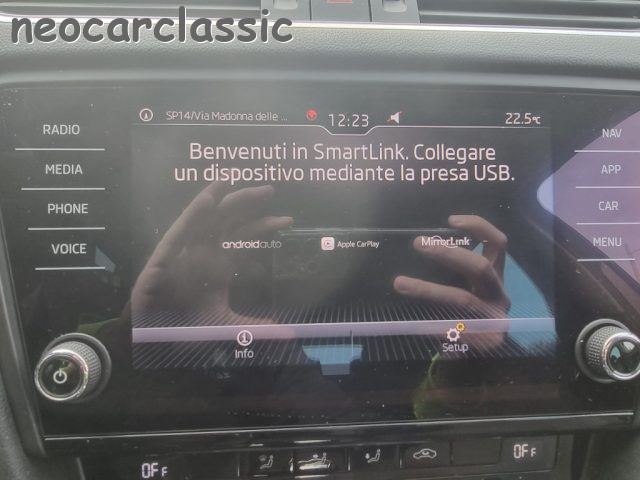 neocarclassic
SP14/Via Madonna delle ... 12:23 22.5°C
RADIO
MEDIA
PHONE
VOICE
Benvenuti in SmartLink. Collegare
un dispositivo mediante la presa USB.
androidauto Apple CarPlay MirrorLink
Info Setup
NAV
APP
CAR
MENU
OFF OFF